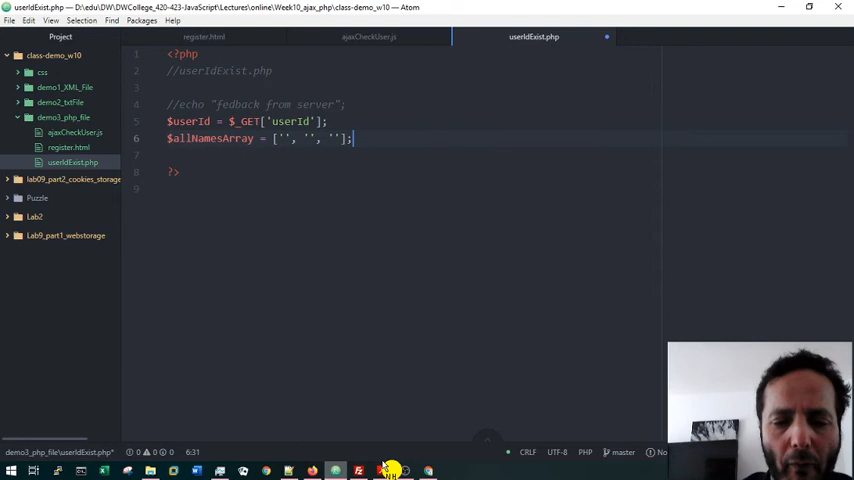 userIdExist.php — D:\edu\DW\DWCollege_420-423-JavaScript\Lectures\online\Week10_ajax_php\class-demo_w10 — Atom
File Edit View Selection Find Packages Help
Project
register.html
ajaxCheckUser.js
userIdExist.php
class-demo_w10
css
demo1_XML_File
demo2_txtFile
demo3_php_file
ajaxCheckUser.js
register.html
userIdExist.php
lab09_part2_cookies_storage
Puzzle
Lab2
Lab9_part1_webstorage
1 <?php
2 //userIdExist.php
3
4 //echo "fedback from server";
5 $userId = $_GET['userId'];
6 $allNamesArray = ['', '', ''];
7
8 ?>
9
demo3_php_file\userIdExist.php* 0 0 0 6:31
CRLF UTF-8 PHP master No